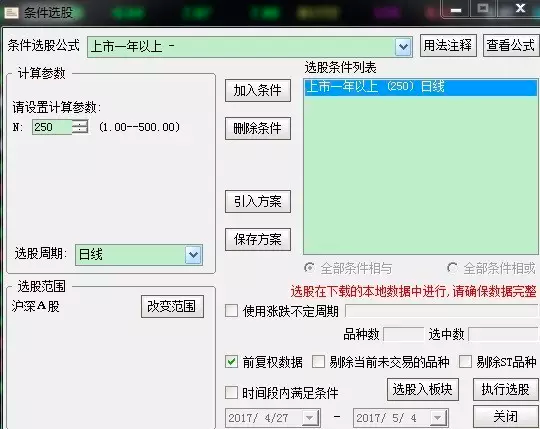 条件选股
条件选股公式 上市一年以上 - 用法注释 查看公式
计算参数
请设置计算参数:
N: 250 (1.00--500.00)
选股周期: 日线
加入条件
删除条件
引入方案
保存方案
选股条件列表
上市一年以上 (250) 日线
全部条件相与 全部条件相或
选股在下载的本地数据中进行,请确保数据完整
选股范围
沪深A股 改变范围
使用涨跌不定周期
品种数 选中数
前复权数据 剔除当前未交易的品种 剔除ST品种
时间段内满足条件 选股入板块 执行选股
2017/ 4/27 - 2017/ 5/ 4 关闭